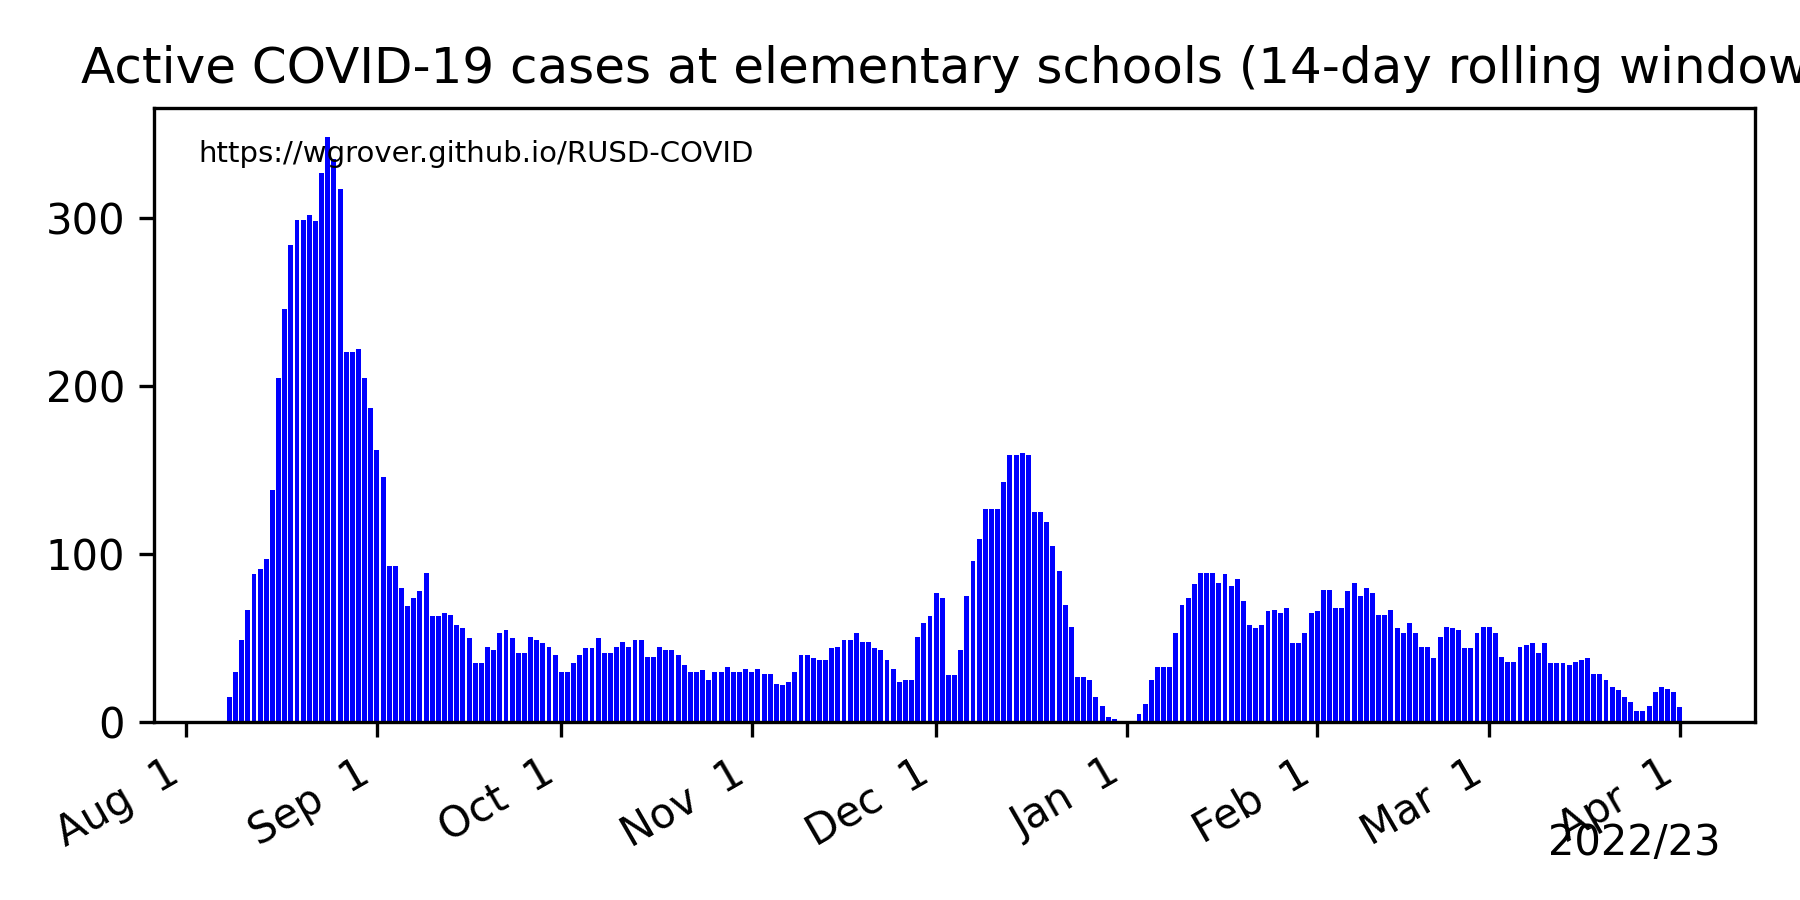 Active COVID-19 cases at elementary schools (14-day rolling window
https://wgrover.github.io/RUSD-COVID
300
200
100
0
Aug 1 Sep 1 Oct 1 Nov 1 Dec 1 Jan 1 Feb 1 Mar 1 Apr 1
2022/23